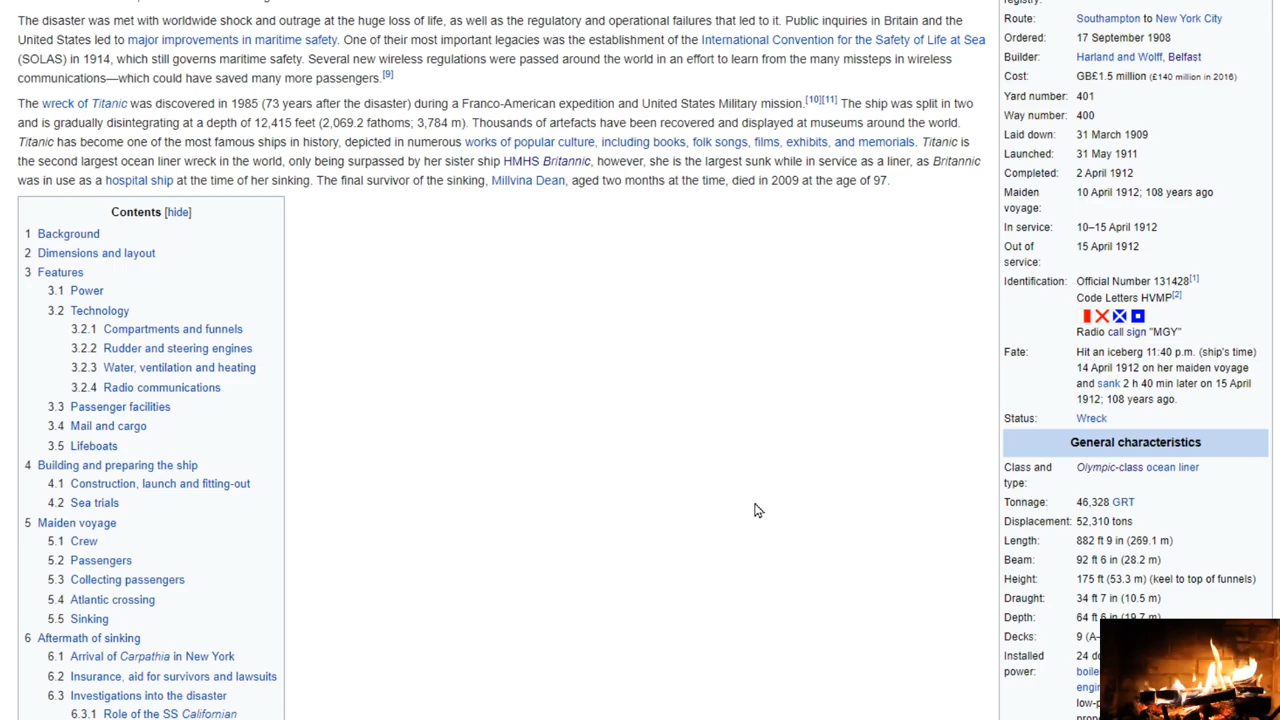 The disaster was met with worldwide shock and outrage at the huge loss of life, as well as the regulatory and operational failures that led to it. Public inquiries in Britain and the
United States led to major improvements in maritime safety. One of their most important legacies was the establishment of the International Convention for the Safety of Life at Sea
(SOLAS) in 1914, which still governs maritime safety. Several new wireless regulations were passed around the world in an effort to learn from the many missteps in wireless
communications—which could have saved many more passengers.[9]
The wreck of Titanic was discovered in 1985 (73 years after the disaster) during a Franco-American expedition and United States Military mission.[10][11] The ship was split in two
and is gradually disintegrating at a depth of 12,415 feet (2,069.2 fathoms; 3,784 m). Thousands of artefacts have been recovered and displayed at museums around the world.
Titanic has become one of the most famous ships in history, depicted in numerous works of popular culture, including books, folk songs, films, exhibits, and memorials. Titanic is
the second largest ocean liner wreck in the world, only being surpassed by her sister ship HMHS Britannic, however, she is the largest sunk while in service as a liner, as Britannic
was in use as a hospital ship at the time of her sinking. The final survivor of the sinking, Millvina Dean, aged two months at the time, died in 2009 at the age of 97.
Contents [hide]
1 Background
2 Dimensions and layout
3 Features
3.1 Power
3.2 Technology
3.2.1 Compartments and funnels
3.2.2 Rudder and steering engines
3.2.3 Water, ventilation and heating
3.2.4 Radio communications
3.3 Passenger facilities
3.4 Mail and cargo
3.5 Lifeboats
4 Building and preparing the ship
4.1 Construction, launch and fitting-out
4.2 Sea trials
5 Maiden voyage
5.1 Crew
5.2 Passengers
5.3 Collecting passengers
5.4 Atlantic crossing
5.5 Sinking
6 Aftermath of sinking
6.1 Arrival of Carpathia in New York
6.2 Insurance, aid for survivors and lawsuits
6.3 Investigations into the disaster
6.3.1 Role of the SS Californian
registry:
Route: Southampton to New York City
Ordered: 17 September 1908
Builder: Harland and Wolff, Belfast
Cost: GB£1.5 million (£140 million in 2016)
Yard number: 401
Way number: 400
Laid down: 31 March 1909
Launched: 31 May 1911
Completed: 2 April 1912
Maiden 10 April 1912; 108 years ago
voyage:
In service: 10–15 April 1912
Out of 15 April 1912
service:
Identification: Official Number 131428[1]
Code Letters HVMP[2]
Radio call sign "MGY"
Fate: Hit an iceberg 11:40 p.m. (ship's time)
14 April 1912 on her maiden voyage
and sank 2 h 40 min later on 15 April
1912; 108 years ago.
Status: Wreck
General characteristics
Class and Olympic-class ocean liner
type:
Tonnage: 46,328 GRT
Displacement: 52,310 tons
Length: 882 ft 9 in (269.1 m)
Beam: 92 ft 6 in (28.2 m)
Height: 175 ft (53.3 m) (keel to top of funnels)
Draught: 34 ft 7 in (10.5 m)
Depth: 64 ft 6 in (19.7 m)
Decks: 9 (A–
Installed 24 do
power: boile
engin
low-p